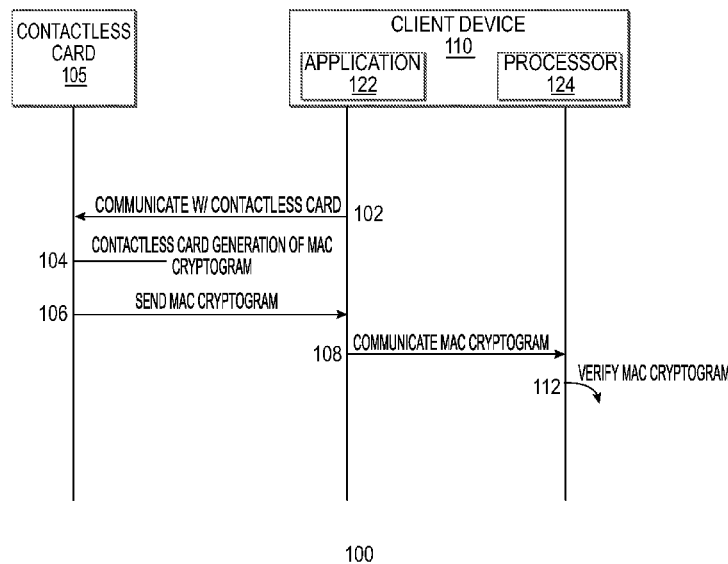 CONTACTLESS
CARD
105
CLIENT DEVICE
110
APPLICATION
122
PROCESSOR
124
COMMUNICATE W/ CONTACTLESS CARD
102
104
CONTACTLESS CARD GENERATION OF MAC
CRYPTOGRAM
106
SEND MAC CRYPTOGRAM
108
COMMUNICATE MAC CRYPTOGRAM
112
VERIFY MAC CRYPTOGRAM
100